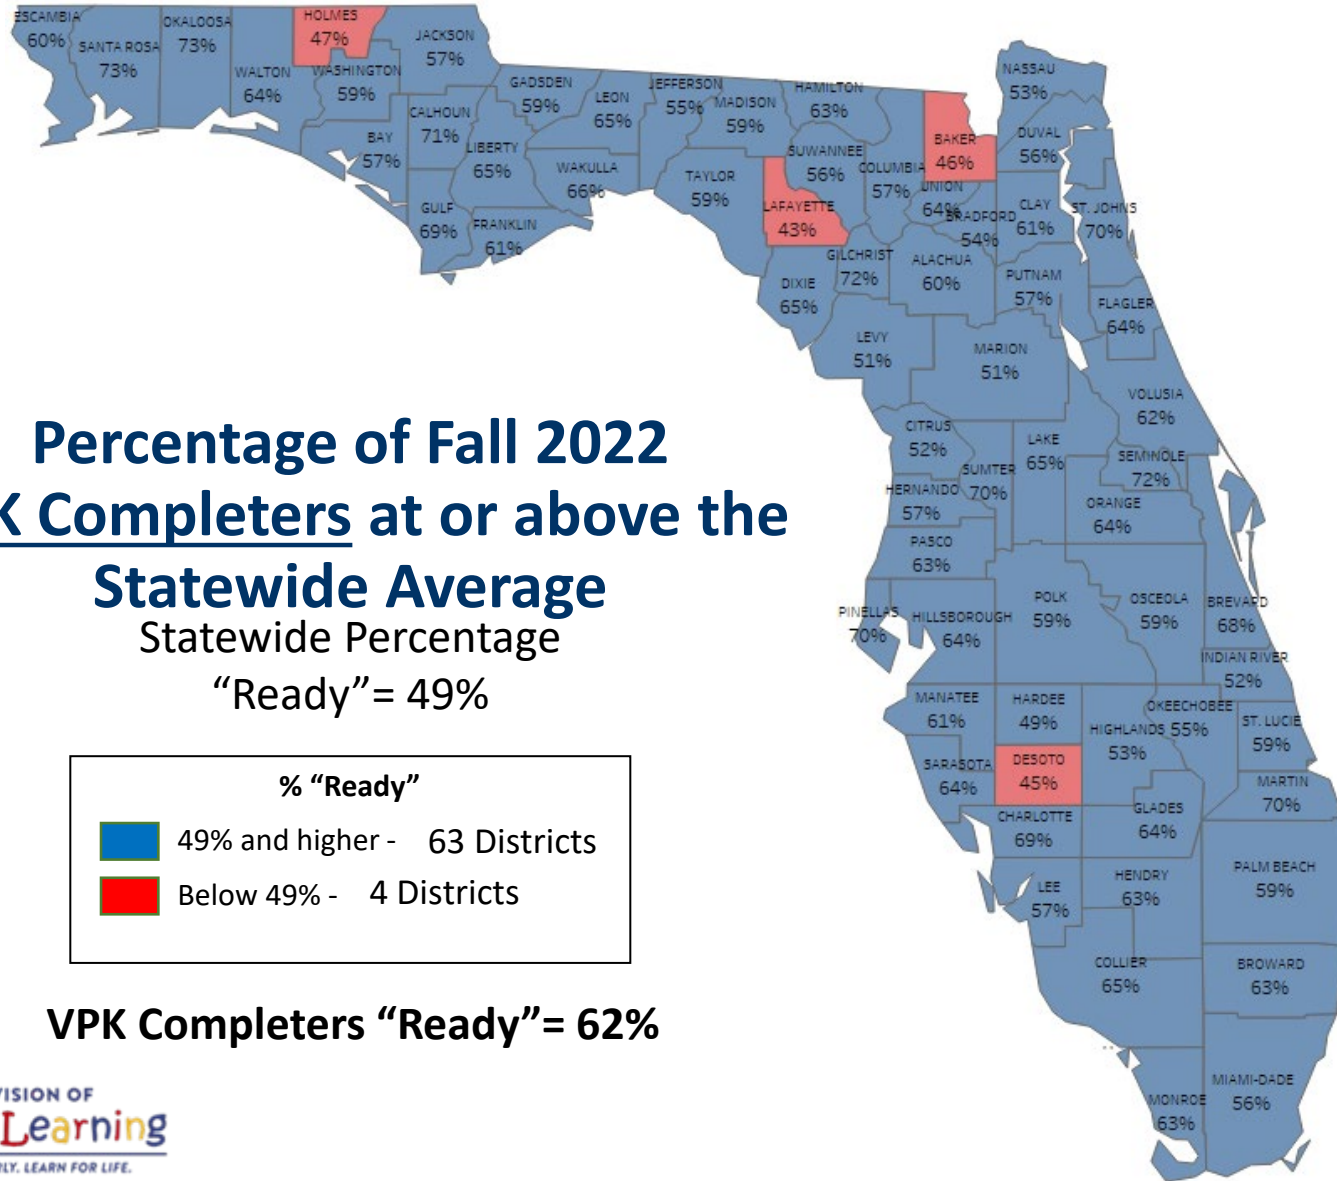 ESCAMBIA
60%
SANTA ROSA
73%
OKALOOSA
73%
WALTON
64%
HOLMES
47%
WASHINGTON
59%
JACKSON
57%
BAY
57%
CALHOUN
71%
GULF
69%
LIBERTY
65%
FRANKLIN
61%
GADSDEN
59%
LEON
65%
WAKULLA
66%
JEFFERSON
55%
MADISON
59%
TAYLOR
59%
HAMILTON
63%
SUWANNEE
56%
LAFAYETTE
43%
COLUMBIA
57%
BAKER
46%
UNION
64%
BRADFORD
54%
NASSAU
53%
DUVAL
56%
CLAY
61%
ST. JOHNS
70%
GILCHRIST
72%
ALACHUA
60%
PUTNAM
57%
DIXIE
65%
FLAGLER
64%
LEVY
51%
MARION
51%
VOLUSIA
62%
CITRUS
52%
SUMTER
70%
LAKE
65%
SEMINOLE
72%
HERNANDO
57%
ORANGE
64%
PASCO
63%
PINELLAS
70%
HILLSBOROUGH
64%
POLK
59%
OSCEOLA
59%
BREVARD
68%
INDIAN RIVER
52%
MANATEE
61%
HARDEE
49%
HIGHLANDS
53%
OKEECHOBEE
55%
ST. LUCIE
59%
SARASOTA
64%
DESOTO
45%
MARTIN
70%
CHARLOTTE
69%
GLADES
64%
LEE
57%
HENDRY
63%
PALM BEACH
59%
COLLIER
65%
BROWARD
63%
MONROE
63%
MIAMI-DADE
56%
Percentage of Fall 2022
K Completers at or above the
Statewide Average
Statewide Percentage
“Ready”= 49%
% “Ready”
49% and higher - 63 Districts
Below 49% - 4 Districts
VPK Completers “Ready”= 62%
VISION OF
Learning
RLY. LEARN FOR LIFE.